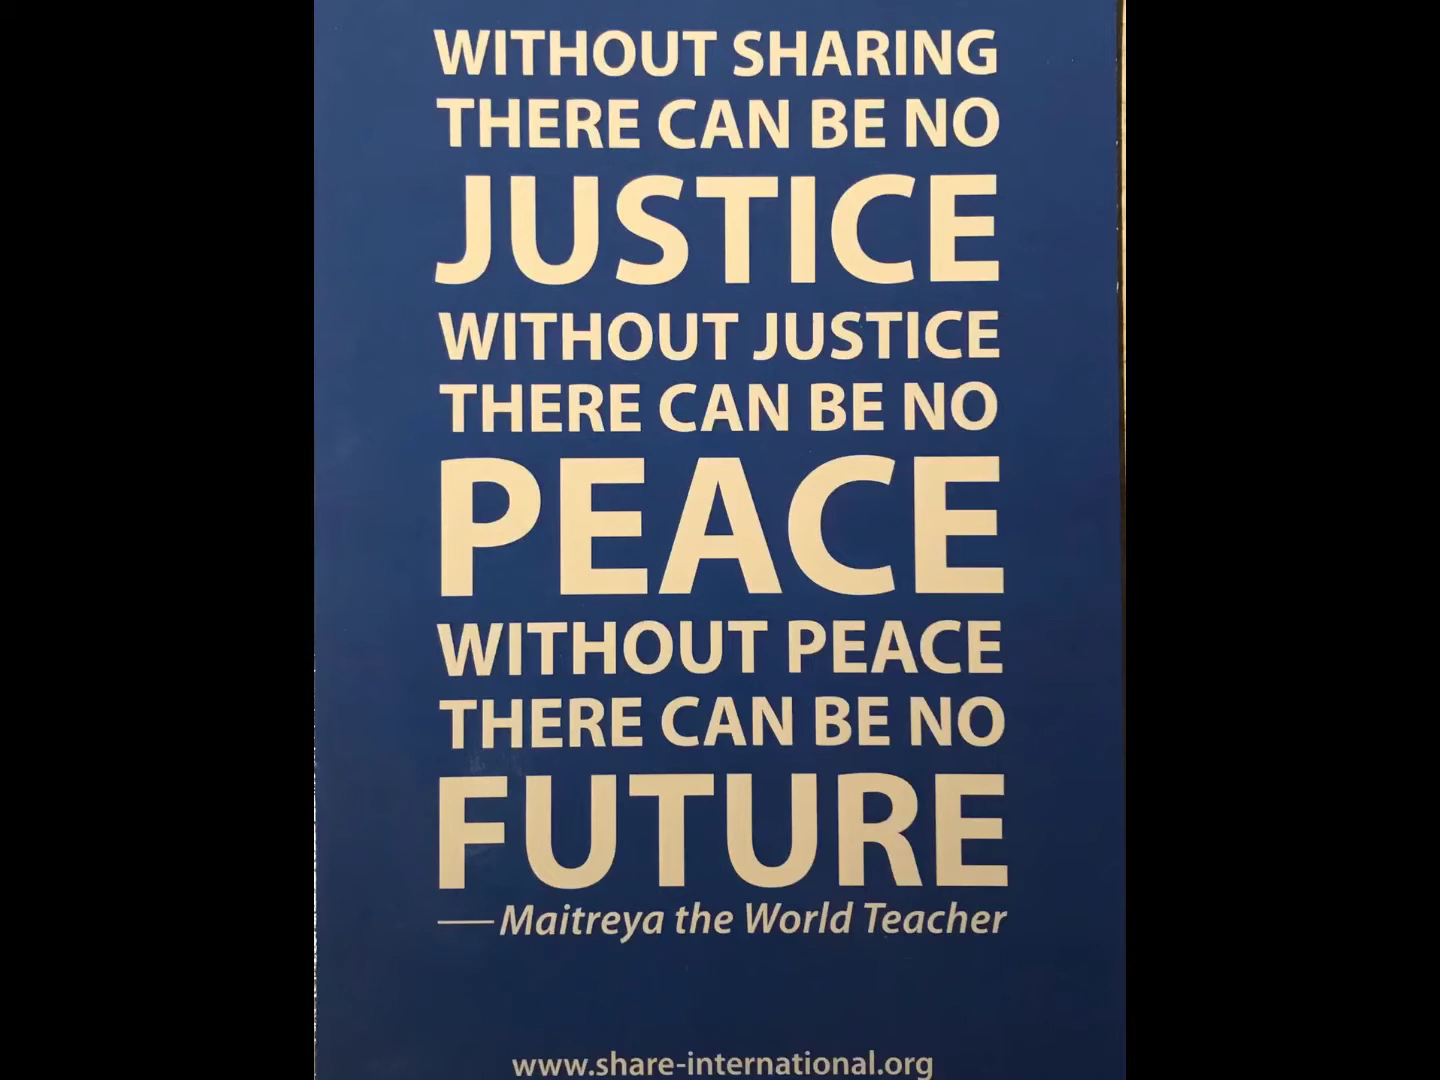 WITHOUT SHARING
THERE CAN BE NO
JUSTICE
WITHOUT JUSTICE
THERE CAN BE NO
PEACE
WITHOUT PEACE
THERE CAN BE NO
FUTURE
—Maitreya the World Teacher
www.share-international.org